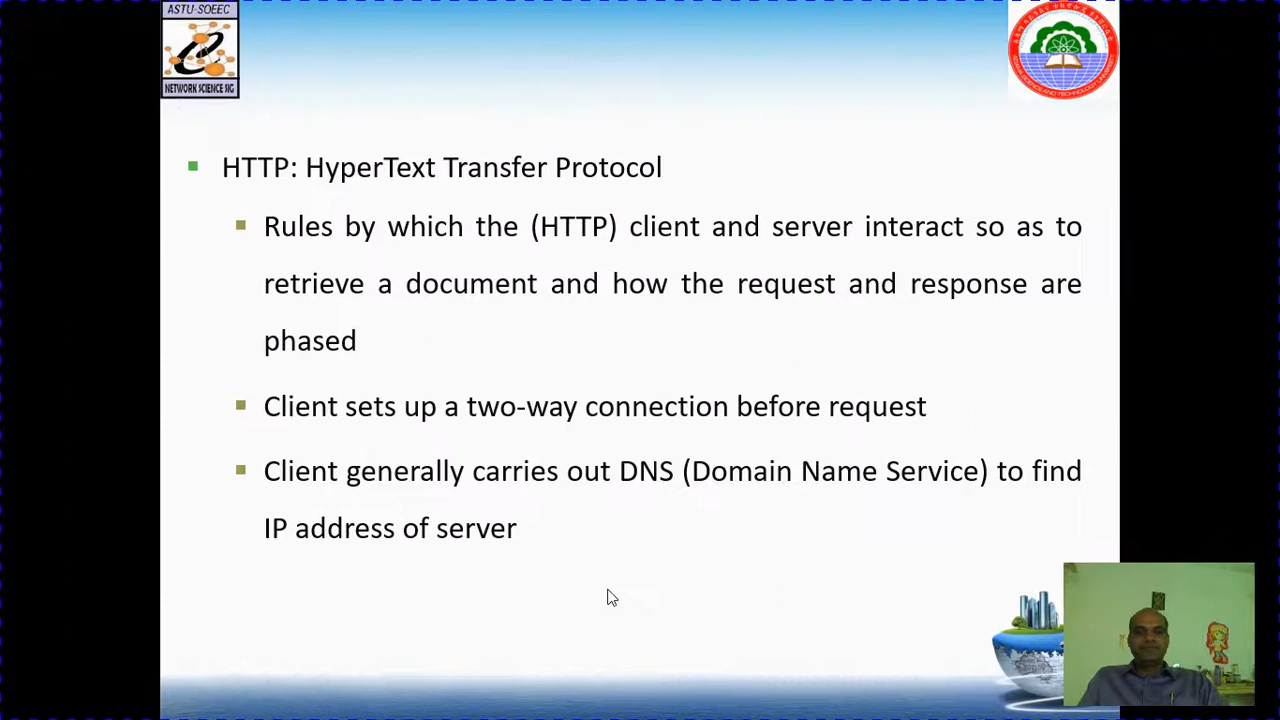 ASTU-SOEEC
NETWORK SCIENCE SIG
HTTP: HyperText Transfer Protocol
Rules by which the (HTTP) client and server interact so as to
retrieve a document and how the request and response are
phased
Client sets up a two-way connection before request
Client generally carries out DNS (Domain Name Service) to find
IP address of server